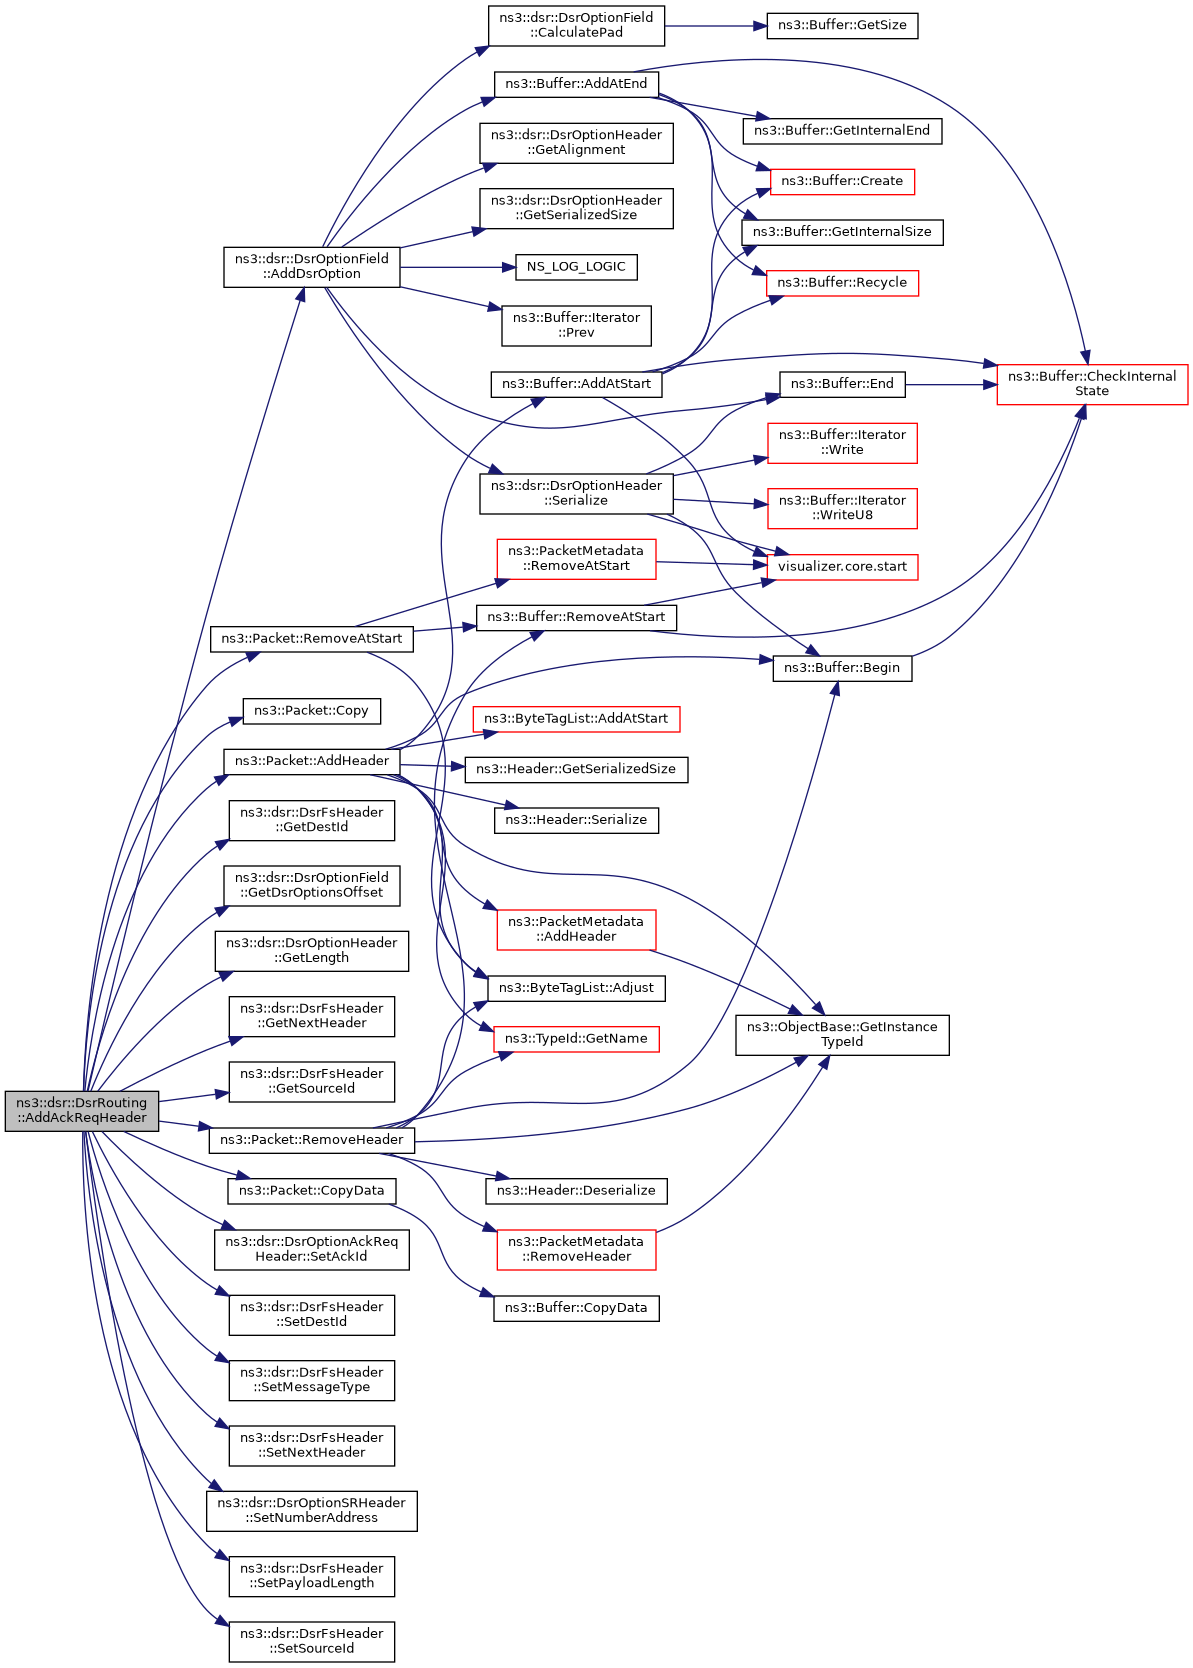 ns3::dsr::DsrOptionField
::CalculatePad
ns3::Buffer::GetSize
ns3::Buffer::AddAtEnd
ns3::Buffer::GetInternalEnd
ns3::dsr::DsrOptionHeader
::GetAlignment
ns3::Buffer::Create
ns3::dsr::DsrOptionHeader
::GetSerializedSize
ns3::Buffer::GetInternalSize
ns3::dsr::DsrOptionField
::AddDsrOption
NS_LOG_LOGIC
ns3::Buffer::Recycle
ns3::Buffer::Iterator
::Prev
ns3::Buffer::AddAtStart
ns3::Buffer::End
ns3::Buffer::CheckInternal
State
ns3::Buffer::Iterator
::Write
ns3::dsr::DsrOptionHeader
::Serialize
ns3::Buffer::Iterator
::WriteU8
ns3::PacketMetadata
::RemoveAtStart
visualizer.core.start
ns3::Packet::RemoveAtStart
ns3::Buffer::RemoveAtStart
ns3::Buffer::Begin
ns3::Packet::Copy
ns3::ByteTagList::AddAtStart
ns3::Packet::AddHeader
ns3::Header::GetSerializedSize
ns3::dsr::DsrFsHeader
::GetDestId
ns3::Header::Serialize
ns3::dsr::DsrOptionField
::GetDsrOptionsOffset
ns3::PacketMetadata
::AddHeader
ns3::dsr::DsrOptionHeader
::GetLength
ns3::ByteTagList::Adjust
ns3::dsr::DsrFsHeader
::GetNextHeader
ns3::TypeId::GetName
ns3::ObjectBase::GetInstance
TypeId
ns3::dsr::DsrFsHeader
::GetSourceId
ns3::dsr::DsrRouting
::AddAckReqHeader
ns3::Packet::RemoveHeader
ns3::Packet::CopyData
ns3::Header::Deserialize
ns3::dsr::DsrOptionAckReq
Header::SetAckId
ns3::PacketMetadata
::RemoveHeader
ns3::dsr::DsrFsHeader
::SetDestId
ns3::Buffer::CopyData
ns3::dsr::DsrFsHeader
::SetMessageType
ns3::dsr::DsrFsHeader
::SetNextHeader
ns3::dsr::DsrOptionSRHeader
::SetNumberAddress
ns3::dsr::DsrFsHeader
::SetPayloadLength
ns3::dsr::DsrFsHeader
::SetSourceId